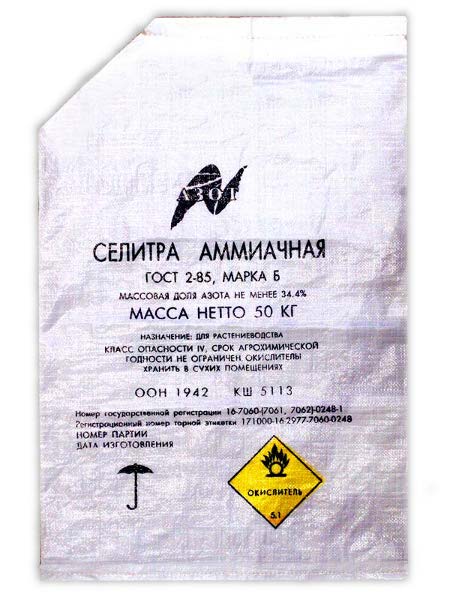 АЗОТ
СЕЛИТРА АММИАЧНАЯ
ГОСТ 2-85, МАРКА Б
МАССОВАЯ ДОЛЯ АЗОТА НЕ МЕНЕЕ 34.4%
МАССА НЕТТО 50 КГ
НАЗНАЧЕНИЕ: ДЛЯ РАСТЕНИЕВОДСТВА
КЛАСС ОПАСНОСТИ IV, СРОК АГРОХИМИЧЕСКОЙ
ГОДНОСТИ НЕ ОГРАНИЧЕН. ОКИСЛИТЕЛЬ!
ХРАНИТЬ В СУХИХ ПОМЕЩЕНИЯХ
ООН 1942 КШ 5113
Номер государственной регистрации 16-7060-(7061, 7062)-0248-1
Регистрационный номер торной этикетки 171000-16-2977-7060-0248
НОМЕР ПАРТИИ
ДАТА ИЗГОТОВЛЕНИЯ
ОКИСЛИТЕЛЬ
5.1